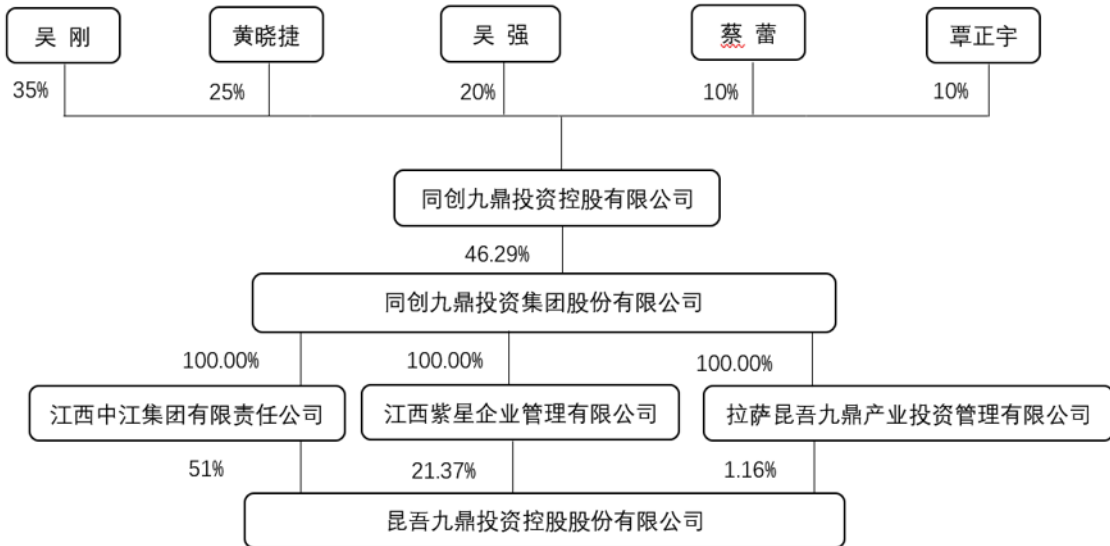 吴 刚
黄晓捷
吴 强
蔡 蕾
覃正宇
35%
25%
20%
10%
10%
同创九鼎投资控股有限公司
46.29%
同创九鼎投资集团股份有限公司
100.00%
100.00%
100.00%
江西中江集团有限责任公司
江西紫星企业管理有限公司
拉萨昆吾九鼎产业投资管理有限公司
51%
21.37%
1.16%
昆吾九鼎投资控股股份有限公司